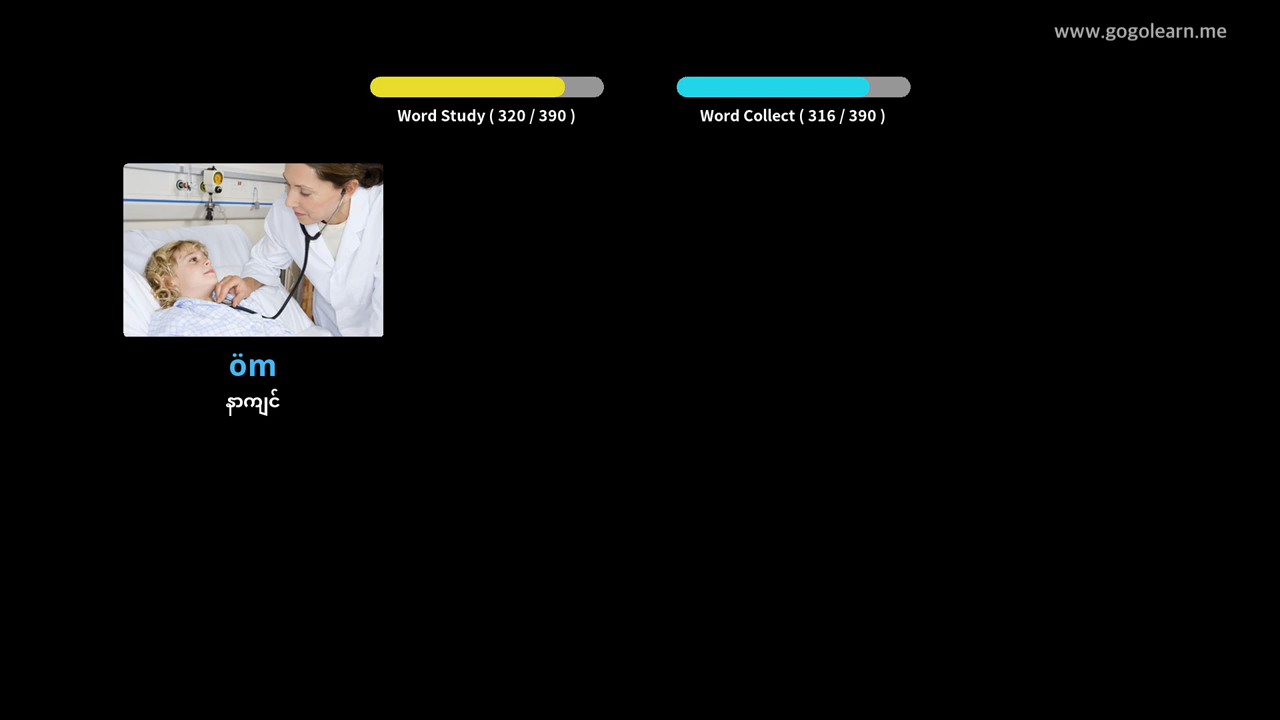 www.gogolearn.me
Word Study ( 320 / 390 )
Word Collect ( 316 / 390 )
öm
နာကျင်